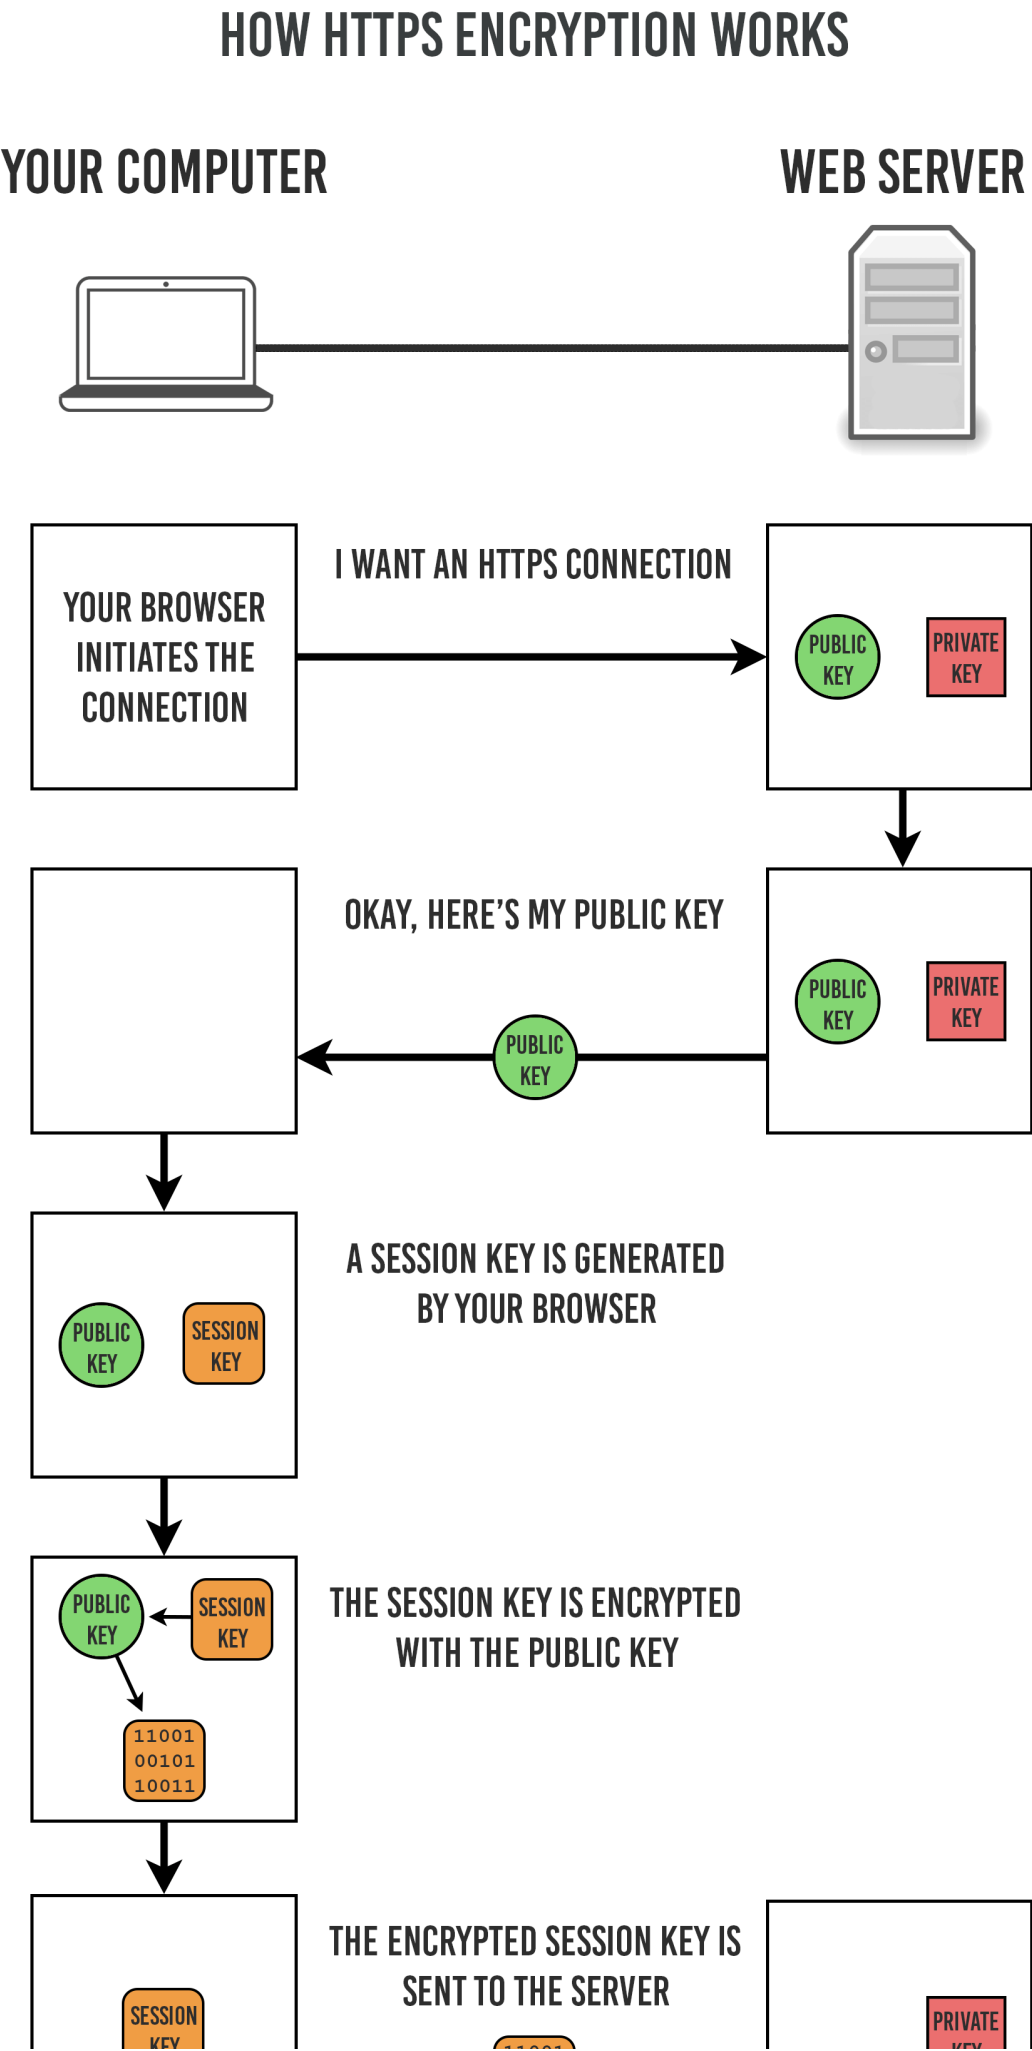 HOW HTTPS ENCRYPTION WORKS
YOUR COMPUTER
WEB SERVER
I WANT AN HTTPS CONNECTION
YOUR BROWSER
INITIATES THE
CONNECTION
PUBLIC
KEY
PRIVATE
KEY
OKAY, HERE'S MY PUBLIC KEY
PUBLIC
KEY
PUBLIC
KEY
PRIVATE
KEY
A SESSION KEY IS GENERATED
BY YOUR BROWSER
PUBLIC
KEY
SESSION
KEY
THE SESSION KEY IS ENCRYPTED
WITH THE PUBLIC KEY
PUBLIC
KEY
SESSION
KEY
11001
00101
10011
THE ENCRYPTED SESSION KEY IS
SENT TO THE SERVER
SESSION
KEY
11001
PRIVATE
KEY